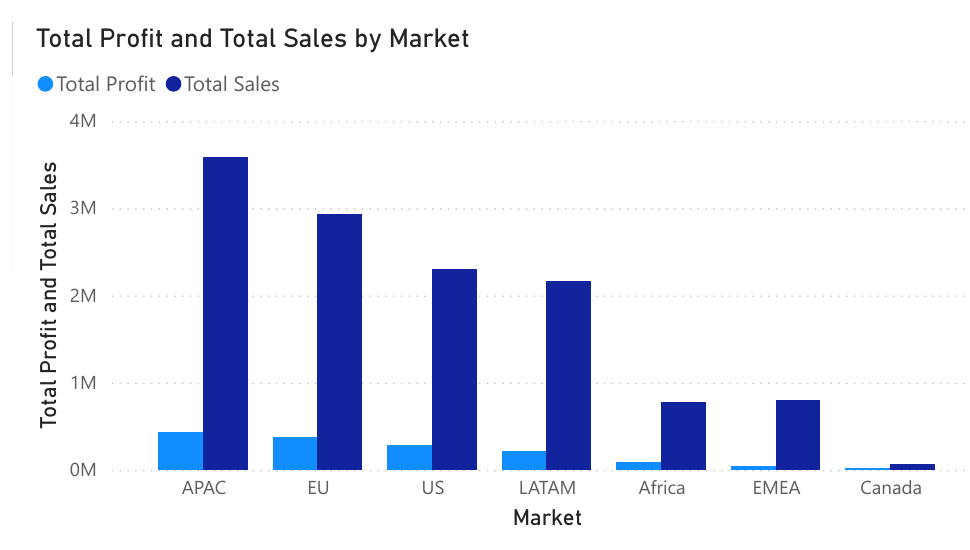 Total Profit and Total Sales by Market
Total Profit Total Sales
4M
3M
2M
1M
0M
Total Profit and Total Sales
APAC EU US LATAM Africa EMEA Canada
Market